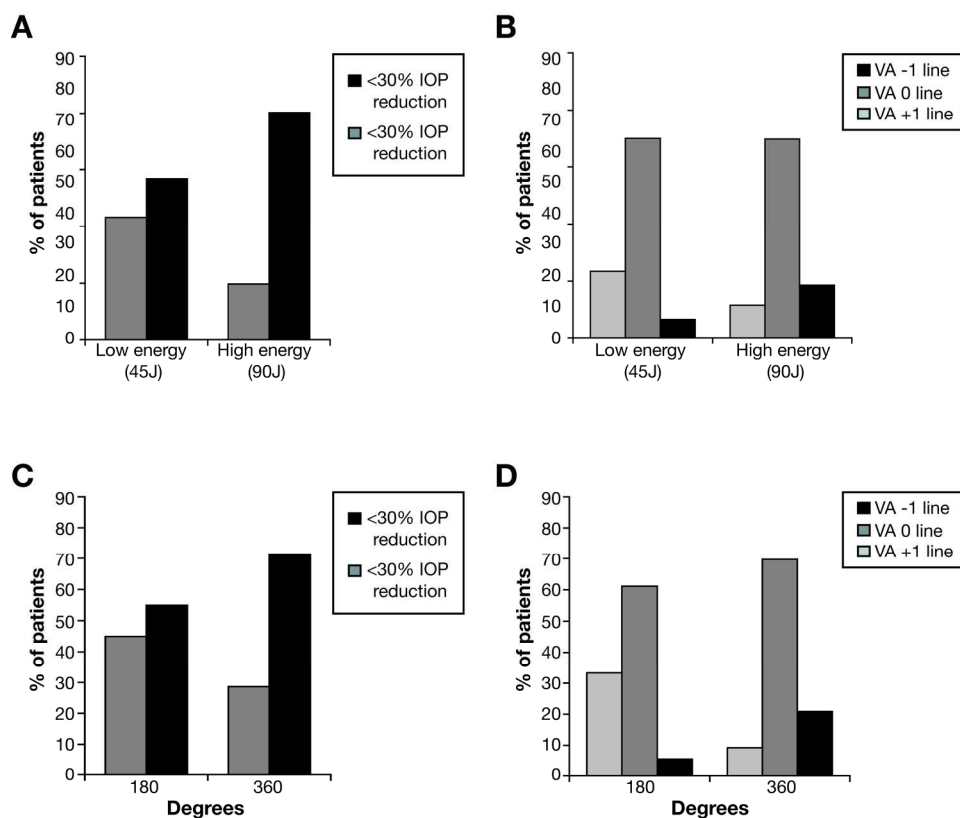 A
90
80
70
60
50
40
30
20
10
0
% of patients
Low energy
(45J)
High energy
(90J)
<30% IOP
reduction
<30% IOP
reduction
B
90
80
70
60
50
40
30
20
10
0
% of patients
Low energy
(45J)
High energy
(90J)
VA -1 line
VA 0 line
VA +1 line
C
90
80
70
60
50
40
30
20
10
0
% of patients
180
360
Degrees
<30% IOP
reduction
<30% IOP
reduction
D
90
80
70
60
50
40
30
20
10
0
% of patients
180
360
Degrees
VA -1 line
VA 0 line
VA +1 line